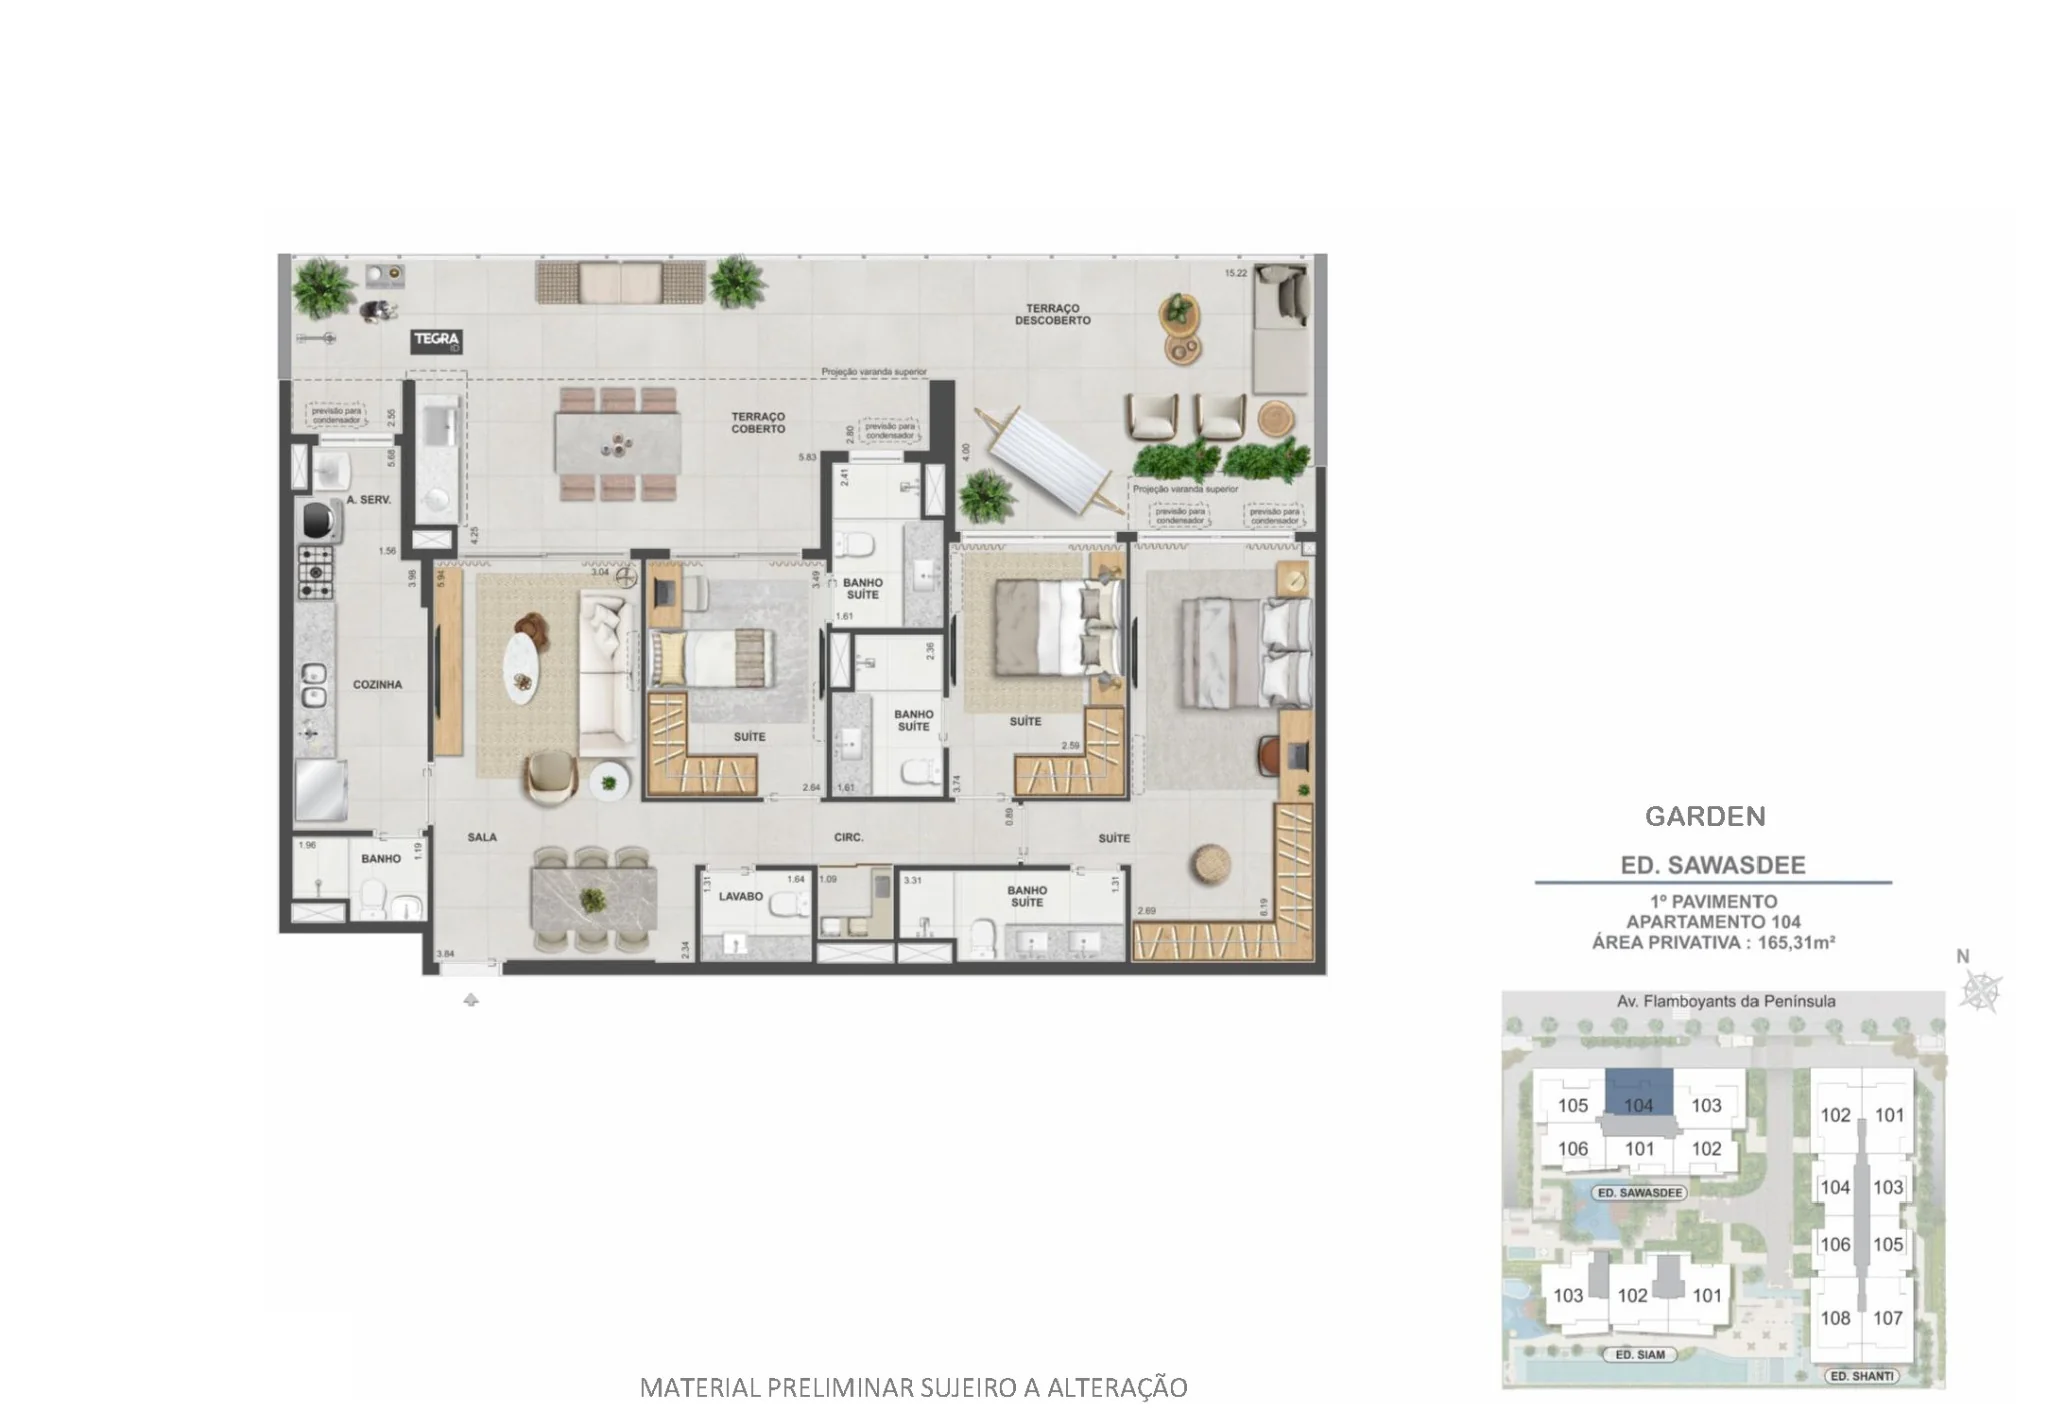 15.22
TERRAÇO
DESCOBERTO
TEGRA
Projeção varanda superior
previsão para
condensador
2.55
TERRAÇO
COBERTO
2.80
previsão para
condensador
5.83
4.00
5.68
2.41
Projeção varanda superior
previsão para
condensador
previsão para
condensador
A. SERV.
4.25
1.56
3.98
5.94
3.04
3.49
BANHO
SUÍTE
1.61
2.36
COZINHA
BANHO
SUÍTE
SUÍTE
SUÍTE
2.59
2.64
1.61
3.74
0.89
SALA
CIRC.
SUÍTE
1.96
BANHO
1.19
1.31
LAVABO
1.64
1.09
3.31
BANHO
SUÍTE
1.31
2.69
6.19
3.84
2.34
GARDEN
ED. SAWASDEE
1º PAVIMENTO
APARTAMENTO 104
ÁREA PRIVATIVA : 165,31m²
N
Av. Flamboyants da Península
105
104
103
106
101
102
ED. SAWASDEE
102
101
104
103
106
105
108
107
ED. SHANTI
103
102
101
ED. SIAM
MATERIAL PRELIMINAR SUJEIRO A ALTERAÇÃO